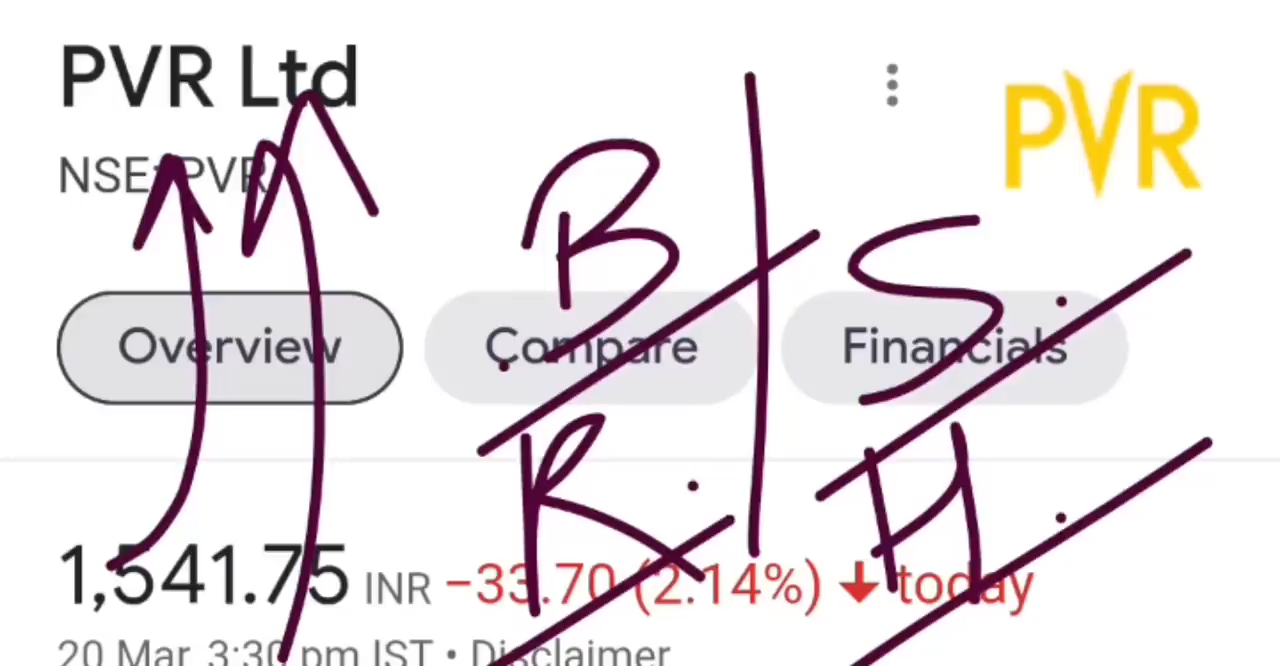 PVR Ltd
PVR
NSE: PVR
B. S.
Overview Compare Financials
R. H.
1,541.75 INR −33.70 (2.14%) ↓ today
20 Mar, 3:30 pm IST • Disclaimer